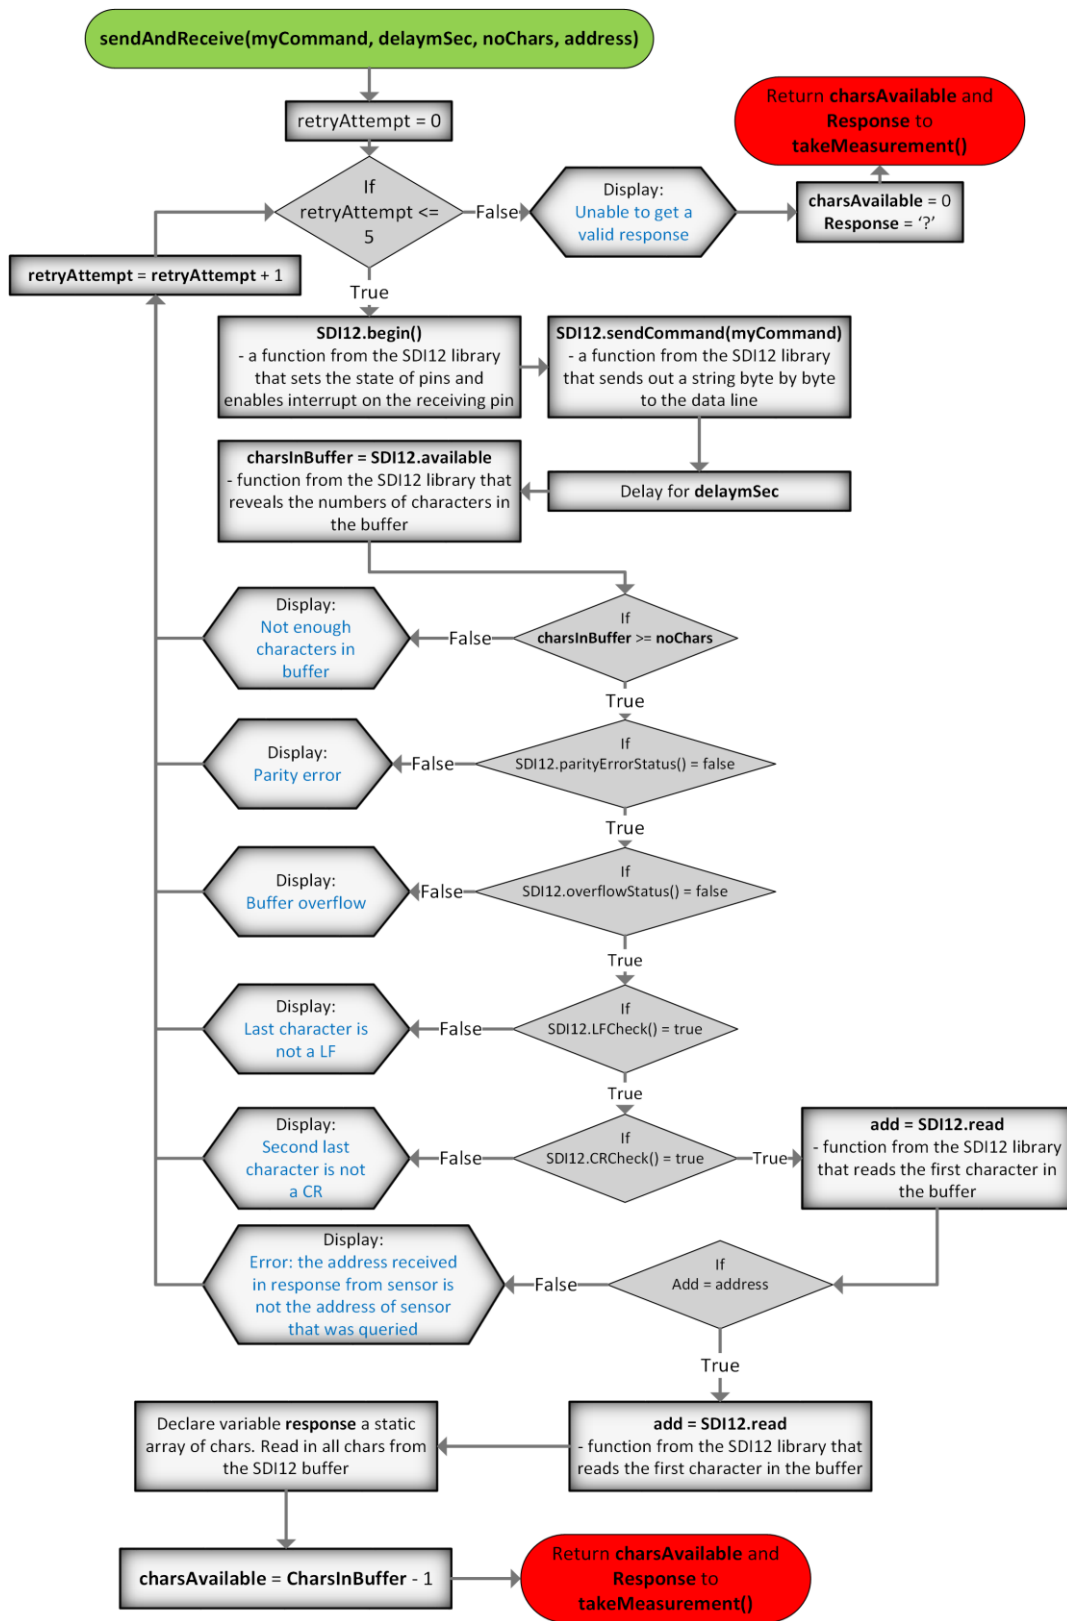 sendAndReceive(myCommand, delaymSec, noChars, address)
retryAttempt = 0
Return charsAvailable and
Response to
takeMeasurement()
If
retryAttempt <=
5
False
Display:
Unable to get a
valid response
charsAvailable = 0
Response = ‘?’
retryAttempt = retryAttempt + 1
True
SDI12.begin()
- a function from the SDI12 library
that sets the state of pins and
enables interrupt on the receiving pin
SDI12.sendCommand(myCommand)
- a function from the SDI12 library
that sends out a string byte by byte
to the data line
charsInBuffer = SDI12.available
- function from the SDI12 library that
reveals the numbers of characters in
the buffer
Delay for delaymSec
Display:
Not enough
characters in
buffer
False
If
charsInBuffer >= noChars
True
Display:
Parity error
False
If
SDI12.parityErrorStatus() = false
True
Display:
Buffer overflow
False
If
SDI12.overflowStatus() = false
True
Display:
Last character is
not a LF
False
If
SDI12.LFCheck() = true
True
Display:
Second last
character is not
a CR
False
If
SDI12.CRCheck() = true
True
add = SDI12.read
- function from the SDI12 library
that reads the first character in
the buffer
Display:
Error: the address received
in response from sensor is
not the address of sensor
that was queried
False
If
Add = address
True
Declare variable response a static
array of chars. Read in all chars from
the SDI12 buffer
add = SDI12.read
- function from the SDI12 library that
reads the first character in the buffer
charsAvailable = CharsInBuffer - 1
Return charsAvailable and
Response to
takeMeasurement()